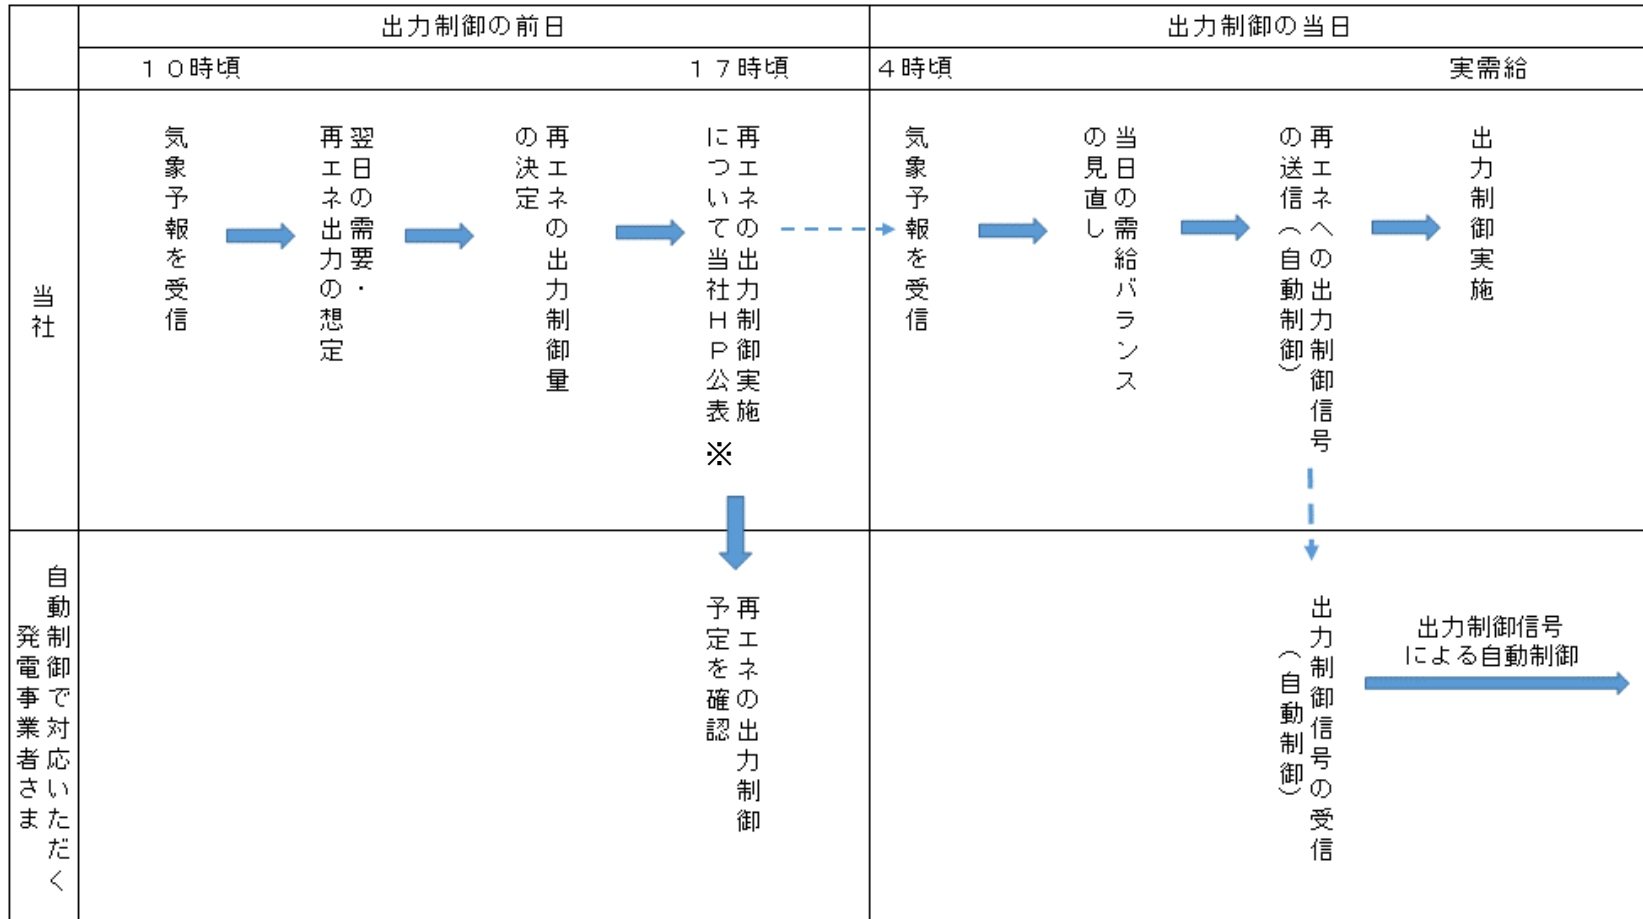 出力制御の前日
出力制御の当日
１０時頃
１７時頃
４時頃
実需給
当社
気象予報を受信
翌日の需要・
再エネ出力の想定
再エネの出力制御量
の決定
再エネの出力制御実施
について当社ＨＰ公表※
気象予報を受信
当日の需給バランス
の見直し
再エネへの出力制御信号
の送信（自動制御）
出力制御実施
自動制御で対応いただく
発電事業者さま
再エネの出力制御
予定を確認
出力制御信号の受信
（自動制御）
出力制御信号
による自動制御